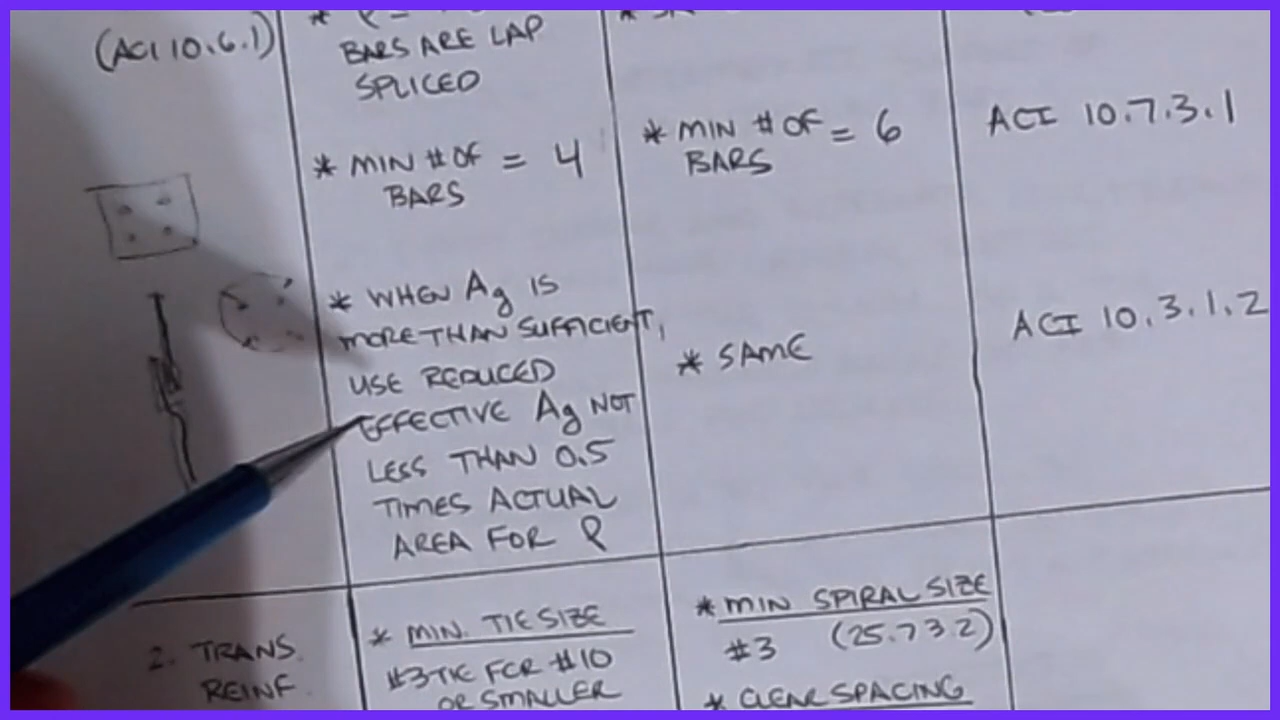 (ACI 10.6.1)
BARS ARE LAP
SPLICED
* MIN # OF = 4
BARS
* WHEN Ag IS
MORE THAN SUFFICIENT,
USE REDUCED
EFFECTIVE Ag NOT
LESS THAN 0.5
TIMES ACTUAL
AREA FOR ρ
* MIN # OF = 6
BARS
* SAME
ACI 10.7.3.1
ACI 10.3.1.2
2. TRANS.
REINF.
* MIN. TIE SIZE
#3 TIE FOR #10
OR SMALLER
* MIN SPIRAL SIZE
#3 (25.7.3.2)
* CLEAR SPACING